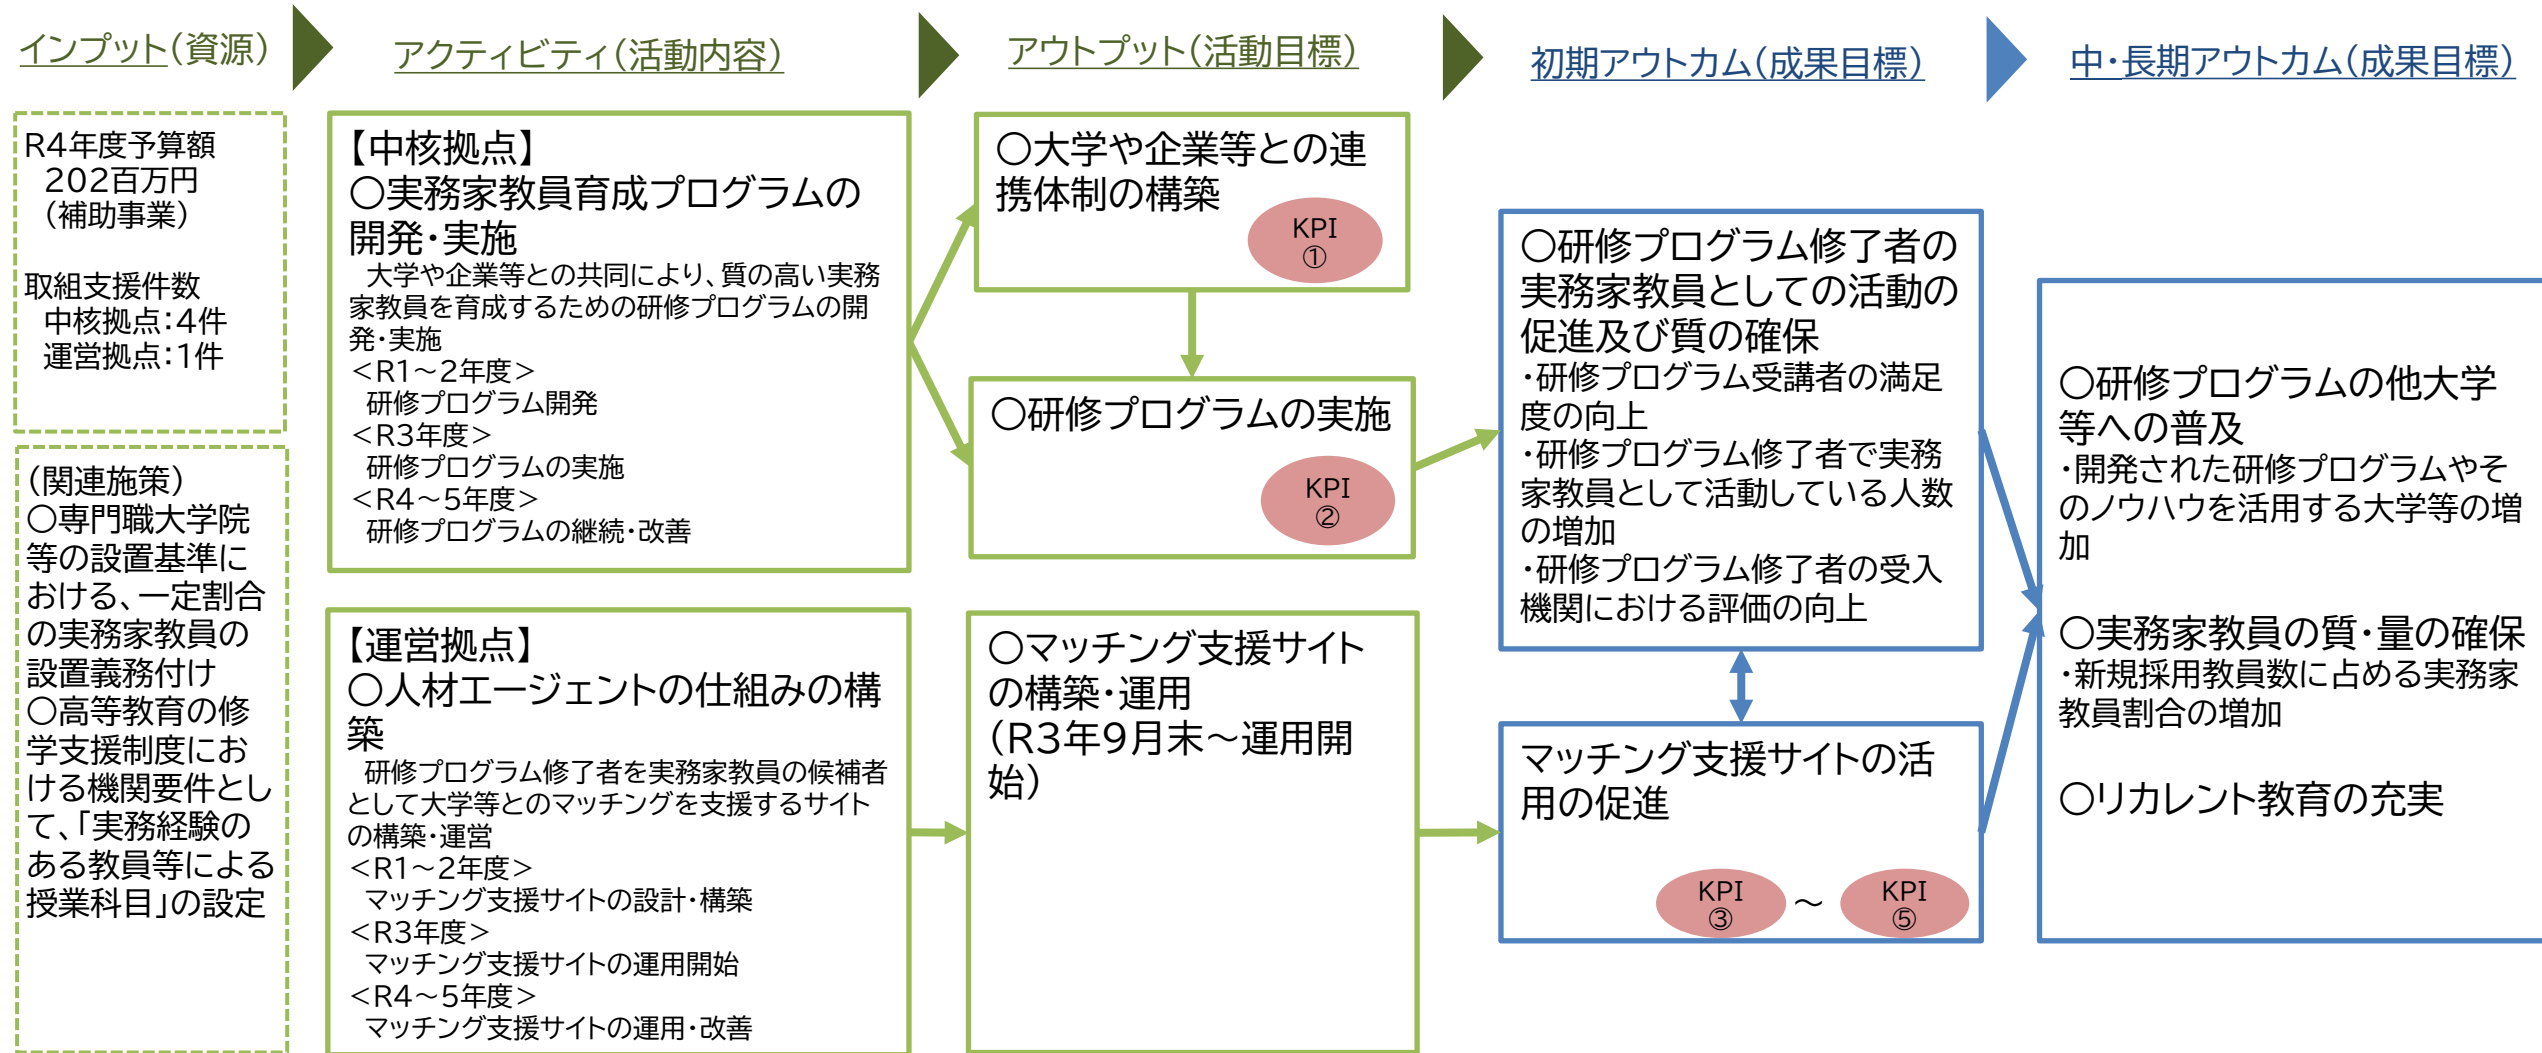 インプット(資源)
アクティビティ(活動内容)
アウトプット(活動目標)
初期アウトカム(成果目標)
中・長期アウトカム(成果目標)
R4年度予算額
202百万円
(補助事業)
取組支援件数
中核拠点:4件
運営拠点:1件
(関連施策)
〇専門職大学院
等の設置基準に
おける、一定割合
の実務家教員の
設置義務付け
〇高等教育の修
学支援制度にお
ける機関要件とし
て、「実務経験の
ある教員等による
授業科目」の設定
【中核拠点】
〇実務家教員育成プログラムの
開発・実施
大学や企業等との共同により、質の高い実務
家教員を育成するための研修プログラムの開
発・実施
<R1~2年度>
研修プログラム開発
<R3年度>
研修プログラムの実施
<R4~5年度>
研修プログラムの継続・改善
【運営拠点】
〇人材エージェントの仕組みの構
築
研修プログラム修了者を実務家教員の候補者
として大学等とのマッチングを支援するサイト
の構築・運営
<R1~2年度>
マッチング支援サイトの設計・構築
<R3年度>
マッチング支援サイトの運用開始
<R4~5年度>
マッチング支援サイトの運用・改善
〇大学や企業等との連
携体制の構築
KPI
①
〇研修プログラムの実施
KPI
②
〇マッチング支援サイト
の構築・運用
(R3年9月末~運用開
始)
〇研修プログラム修了者の
実務家教員としての活動の
促進及び質の確保
・研修プログラム受講者の満足
度の向上
・研修プログラム修了者で実務
家教員として活動している人数
の増加
・研修プログラム修了者の受入
機関における評価の向上
マッチング支援サイトの活
用の促進
KPI
③
~
KPI
⑤
〇研修プログラムの他大学
等への普及
・開発された研修プログラムやそ
のノウハウを活用する大学等の増
加
〇実務家教員の質・量の確保
・新規採用教員数に占める実務家
教員割合の増加
〇リカレント教育の充実